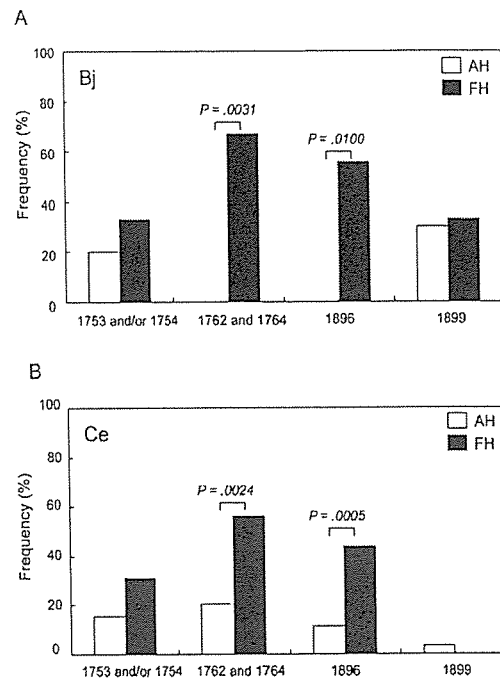 A
100
Bj
AH
FH
80
P = .0031
P = .0100
60
Frequency (%)
40
20
0
1753 and/or 1754 1762 and 1764 1896 1899
B
100
Ce
AH
FH
80
P = .0024
P = .0005
60
Frequency (%)
40
20
0
1753 and/or 1754 1762 and 1764 1896 1899